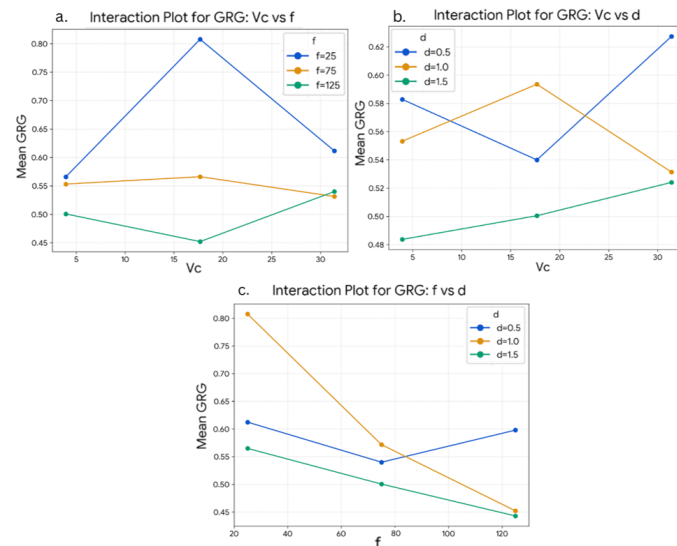 a.
Interaction Plot for GRG: Vc vs f
f
f=25
f=75
f=125
Mean GRG
0.80
0.75
0.70
0.65
0.60
0.55
0.50
0.45
5 10 15 20 25 30
Vc
b.
Interaction Plot for GRG: Vc vs d
d
d=0.5
d=1.0
d=1.5
Mean GRG
0.62
0.60
0.58
0.56
0.54
0.52
0.50
0.48
5 10 15 20 25 30
Vc
c.
Interaction Plot for GRG: f vs d
d
d=0.5
d=1.0
d=1.5
Mean GRG
0.80
0.75
0.70
0.65
0.60
0.55
0.50
0.45
20 40 60 80 100 120
f